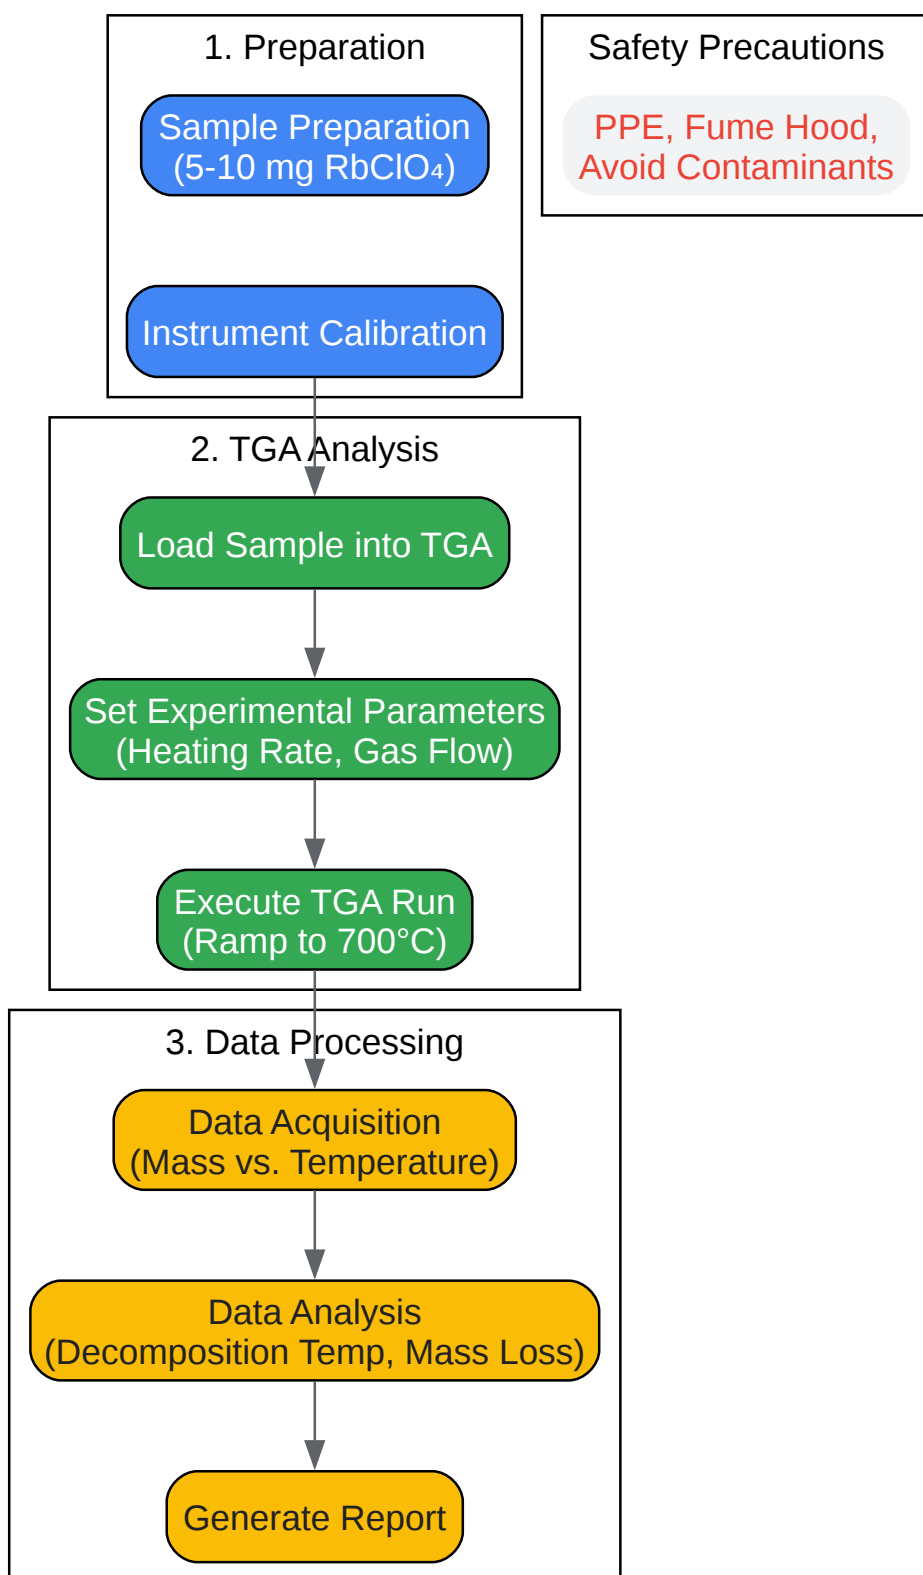 1. Preparation
Sample Preparation
(5-10 mg RbClO₄)
Instrument Calibration
Safety Precautions
PPE, Fume Hood,
Avoid Contaminants
2. TGA Analysis
Load Sample into TGA
Set Experimental Parameters
(Heating Rate, Gas Flow)
Execute TGA Run
(Ramp to 700°C)
3. Data Processing
Data Acquisition
(Mass vs. Temperature)
Data Analysis
(Decomposition Temp, Mass Loss)
Generate Report